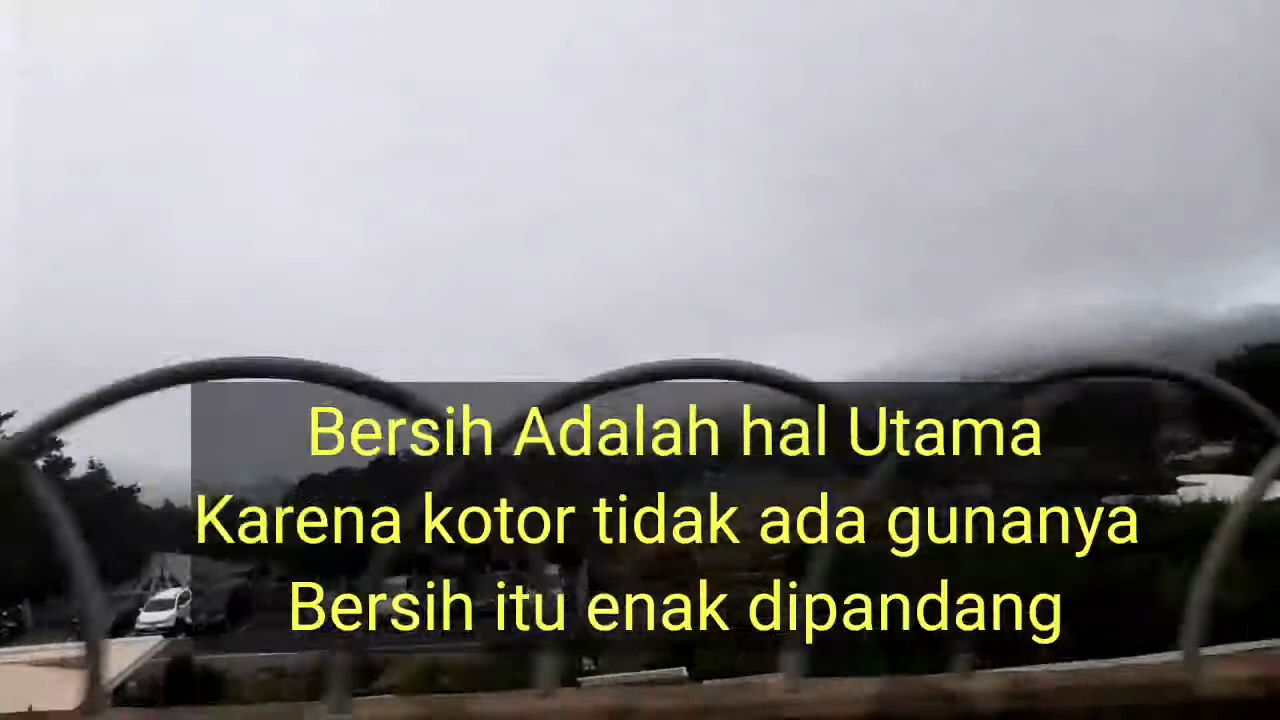 Bersih Adalah hal Utama
Karena kotor tidak ada gunanya
Bersih itu enak dipandang